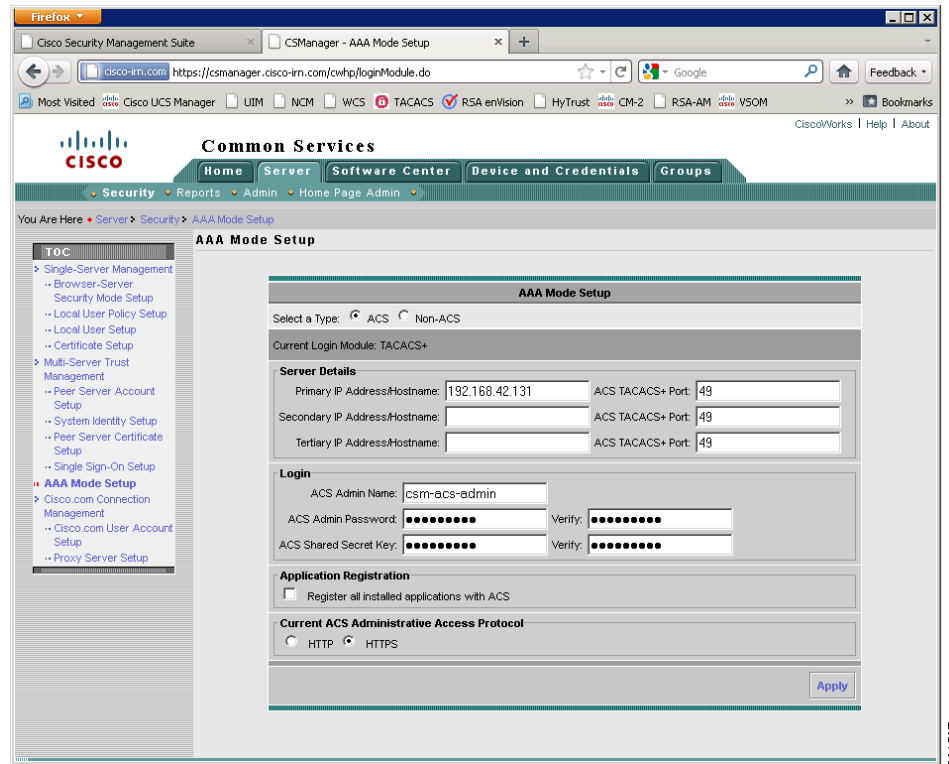 Firefox
Cisco Security Management Suite × CSManager - AAA Mode Setup × +
cisco-irn.com https://csmanager.cisco-irn.com/cwhp/loginModule.do Google Feedback
Most Visited Cisco UCS Manager UIM NCM WCS TACACS RSA enVision HyTrust CM-2 RSA-AM VSOM » Bookmarks
CiscoWorks | Help | About
CISCO
Common Services
Home Server Software Center Device and Credentials Groups
Security Reports Admin Home Page Admin
You Are Here Server Security AAA Mode Setup
AAA Mode Setup
TOC
Single-Server Management
Browser-Server
Security Mode Setup
Local User Policy Setup
Local User Setup
Certificate Setup
Multi-Server Trust
Management
Peer Server Account
Setup
System Identity Setup
Peer Server Certificate
Setup
Single Sign-On Setup
AAA Mode Setup
Cisco.com Connection
Management
Cisco.com User Account
Setup
Proxy Server Setup
AAA Mode Setup
Select a Type: ACS Non-ACS
Current Login Module: TACACS+
Server Details
Primary IP Address/Hostname: 192.168.42.131 ACS TACACS+ Port: 49
Secondary IP Address/Hostname: ACS TACACS+ Port: 49
Tertiary IP Address/Hostname: ACS TACACS+ Port: 49
Login
ACS Admin Name: csm-acs-admin
ACS Admin Password: ●●●●●●●●● Verify: ●●●●●●●●●
ACS Shared Secret Key: ●●●●●●●●● Verify: ●●●●●●●●●
Application Registration
Register all installed applications with ACS
Current ACS Administrative Access Protocol
HTTP HTTPS
Apply